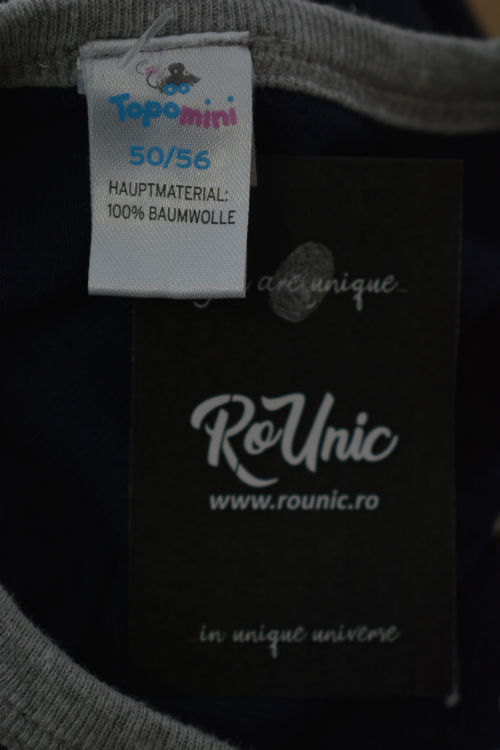 Topomini
50/56
HAUPTMATERIAL:
100% BAUMWOLLE
are unique...
RoUnic
www.rounic.ro
...in unique universe